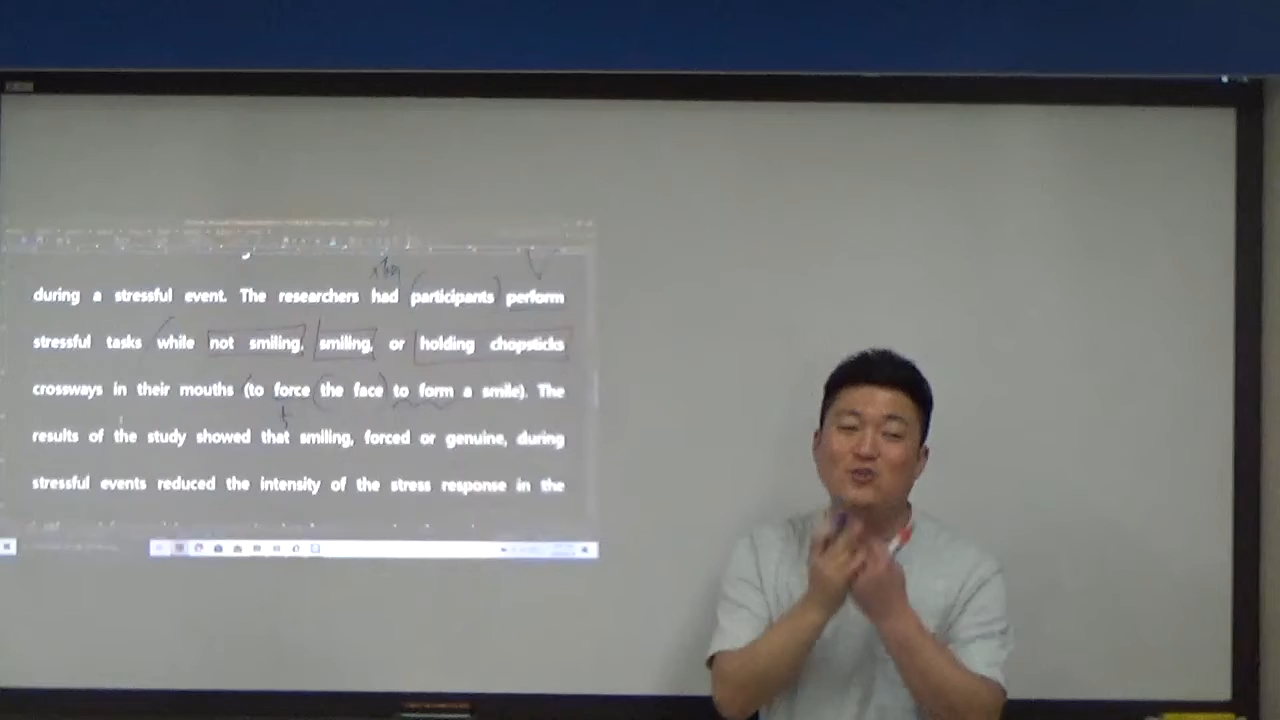 during a stressful event. The researchers had participants perform
stressful tasks while not smiling, smiling, or holding chopsticks
crossways in their mouths (to force the face to form a smile). The
results of the study showed that smiling, forced or genuine, during
stressful events reduced the intensity of the stress response in the